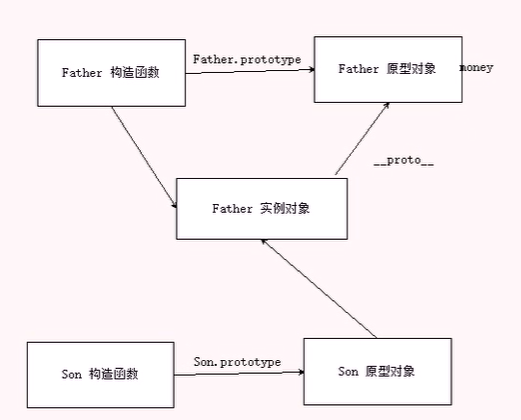 Father.prototype
Father 构造函数
Father 原型对象
money
__proto__
Father 实例对象
Son.prototype
Son 构造函数
Son 原型对象